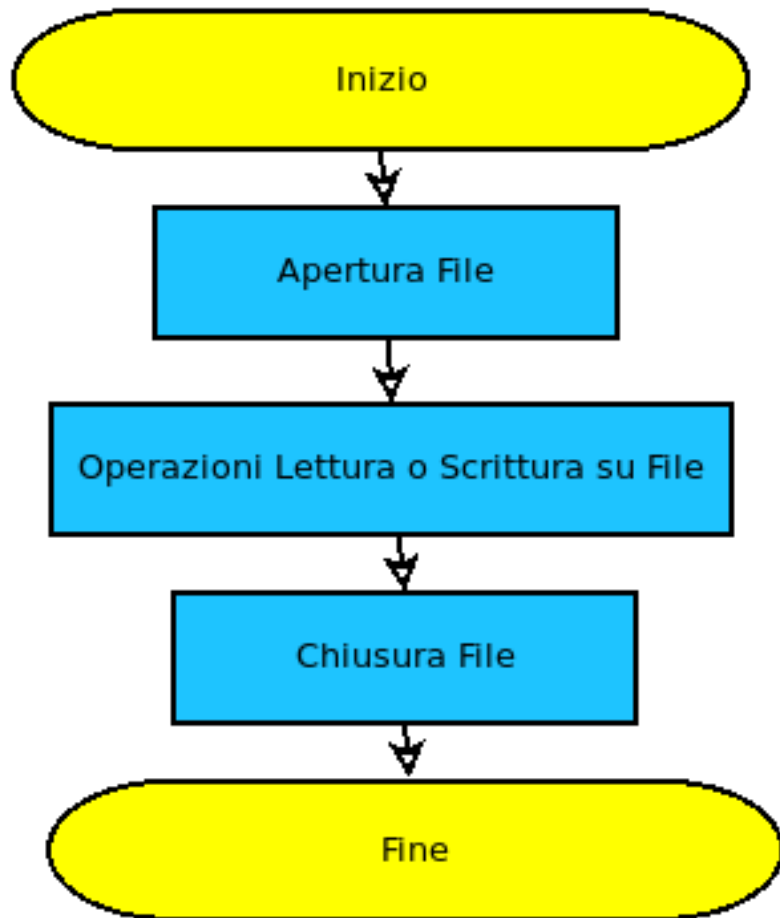 Inizio
Apertura File
Operazioni Lettura o Scrittura su File
Chiusura File
Fine